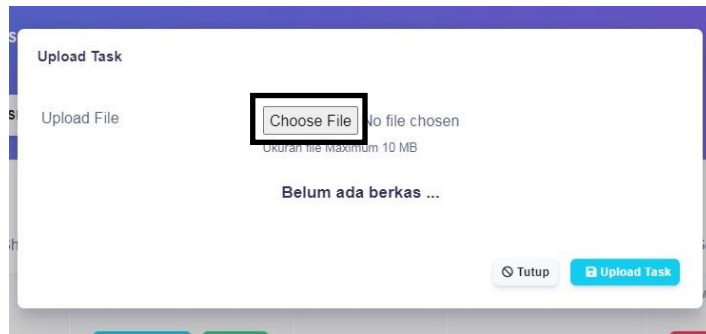 Upload Task
Upload File
Choose File No file chosen
Ukuran file Maximum 10 MB
Belum ada berkas ...
Tutup
Upload Task